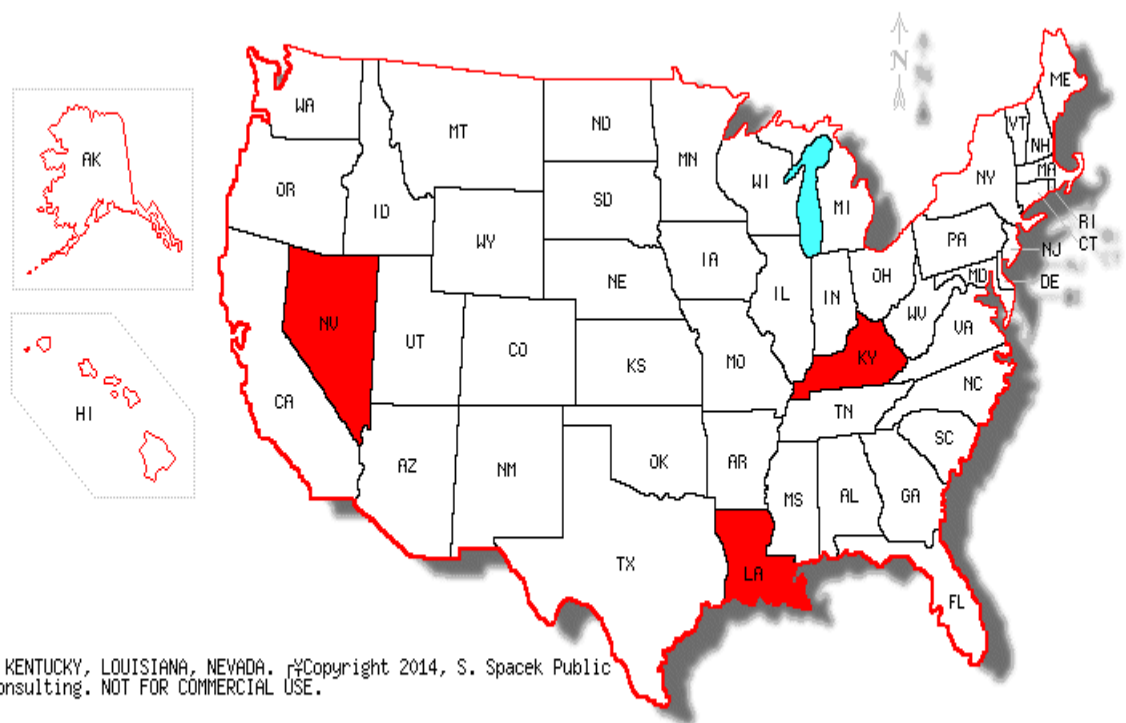 N
WA
MT
ND
MN
ME
VT
NH
AK
OR
ID
SD
WI
MI
NY
MA
RI
CT
WY
IA
PA
NJ
NE
OH
MD
DE
NV
UT
CO
IL
IN
WV
VA
KS
MO
KY
CA
HI
NC
TN
AZ
NM
OK
AR
SC
MS
AL
GA
TX
LA
FL
KENTUCKY, LOUISIANA, NEVADA. Copyright 2014, S. Spacek Public
onsulting. NOT FOR COMMERCIAL USE.